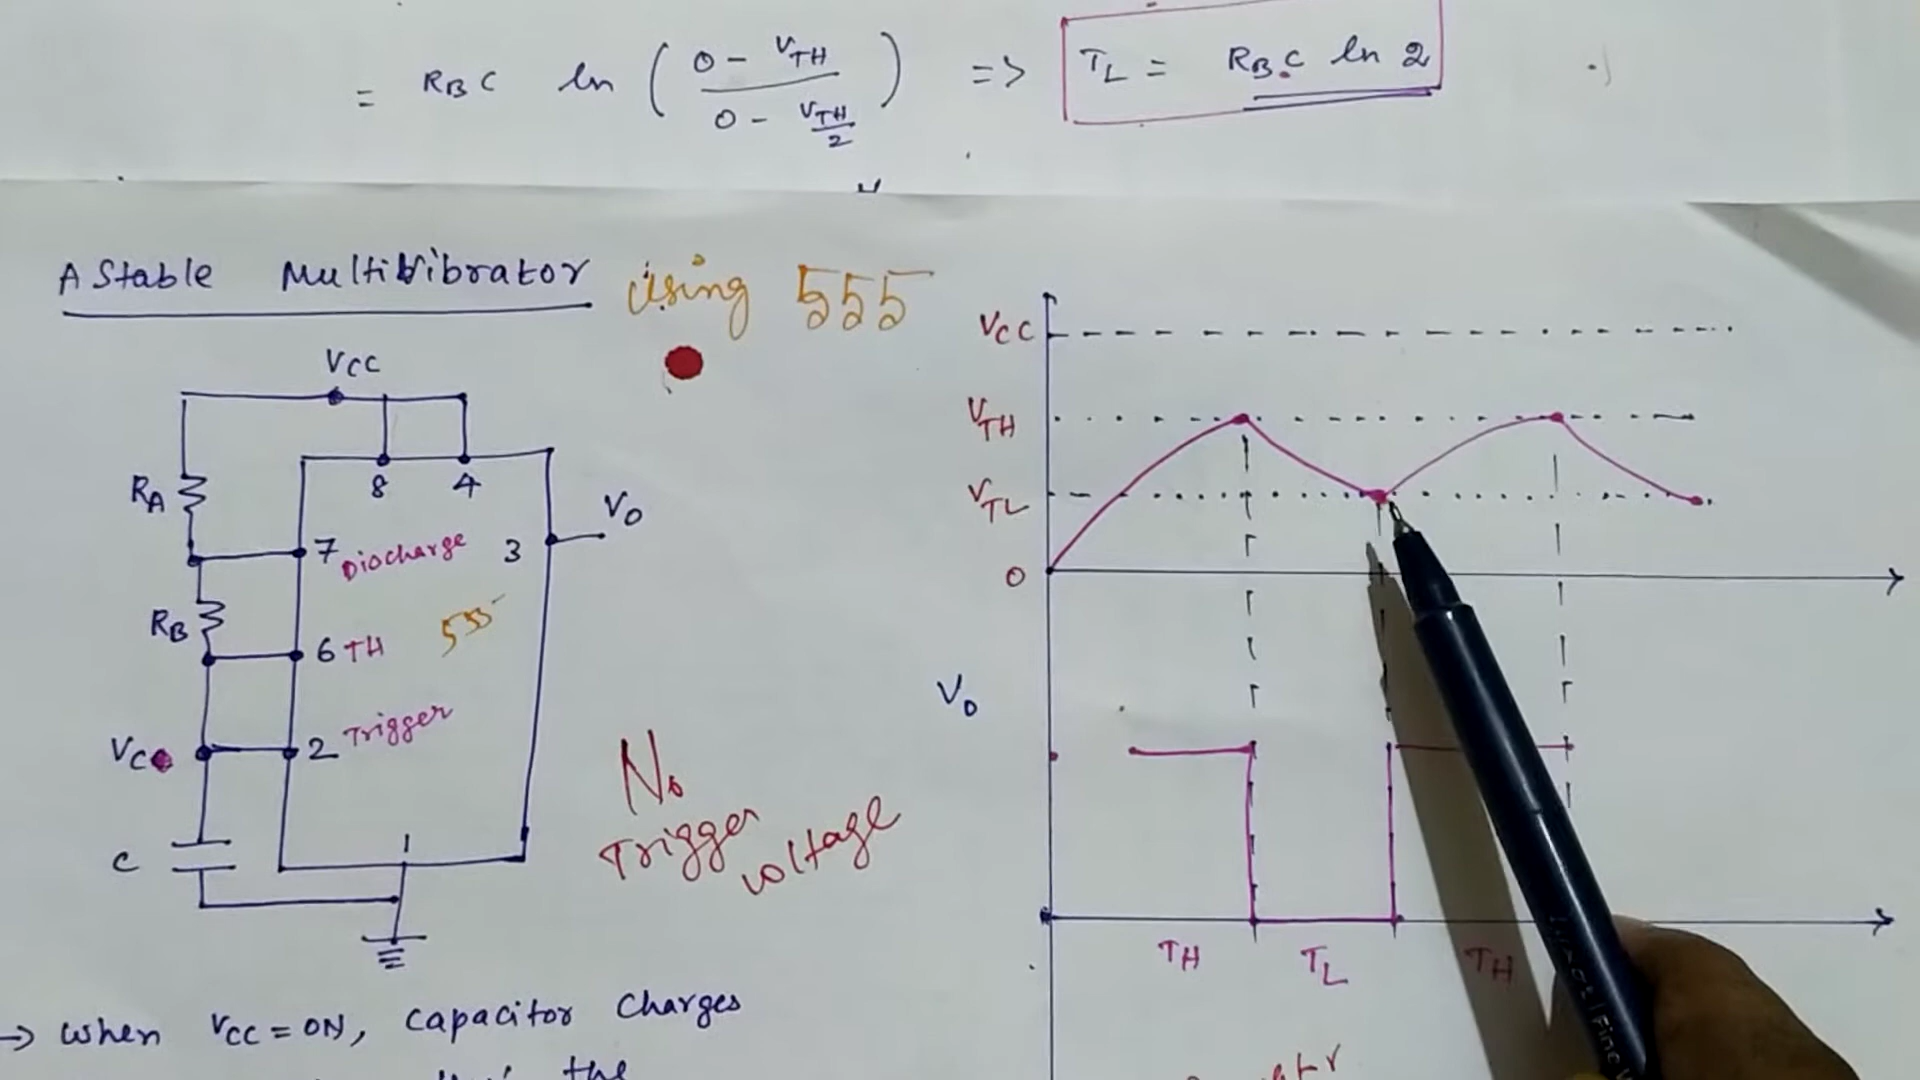 = RB C ln ( 0 - VTH / 0 - VTH/2 ) => TL = RB.C ln 2
AStable Multivibrator Using 555
VCC
8 4
RA
7 Discharge 3 VO
RB
6 TH 555
VC 2 Trigger
C 1
No
Trigger
voltage
VCC
VTH
VTL
0
VO
TH TL TH
→ When VCC = ON, Capacitor Charges
the